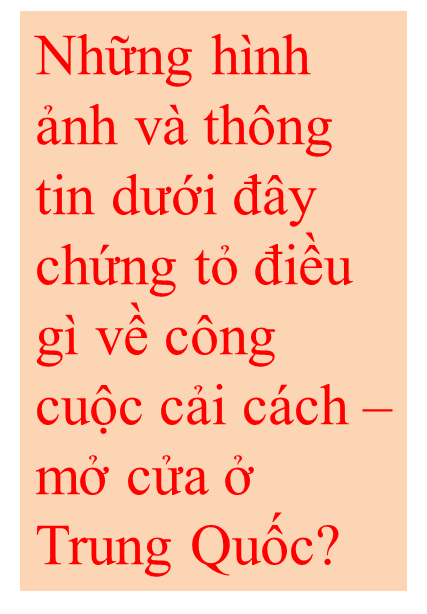 Những hình
ảnh và thông
tin dưới đây
chứng tỏ điều
gì về công
cuộc cải cách –
mở cửa ở
Trung Quốc?